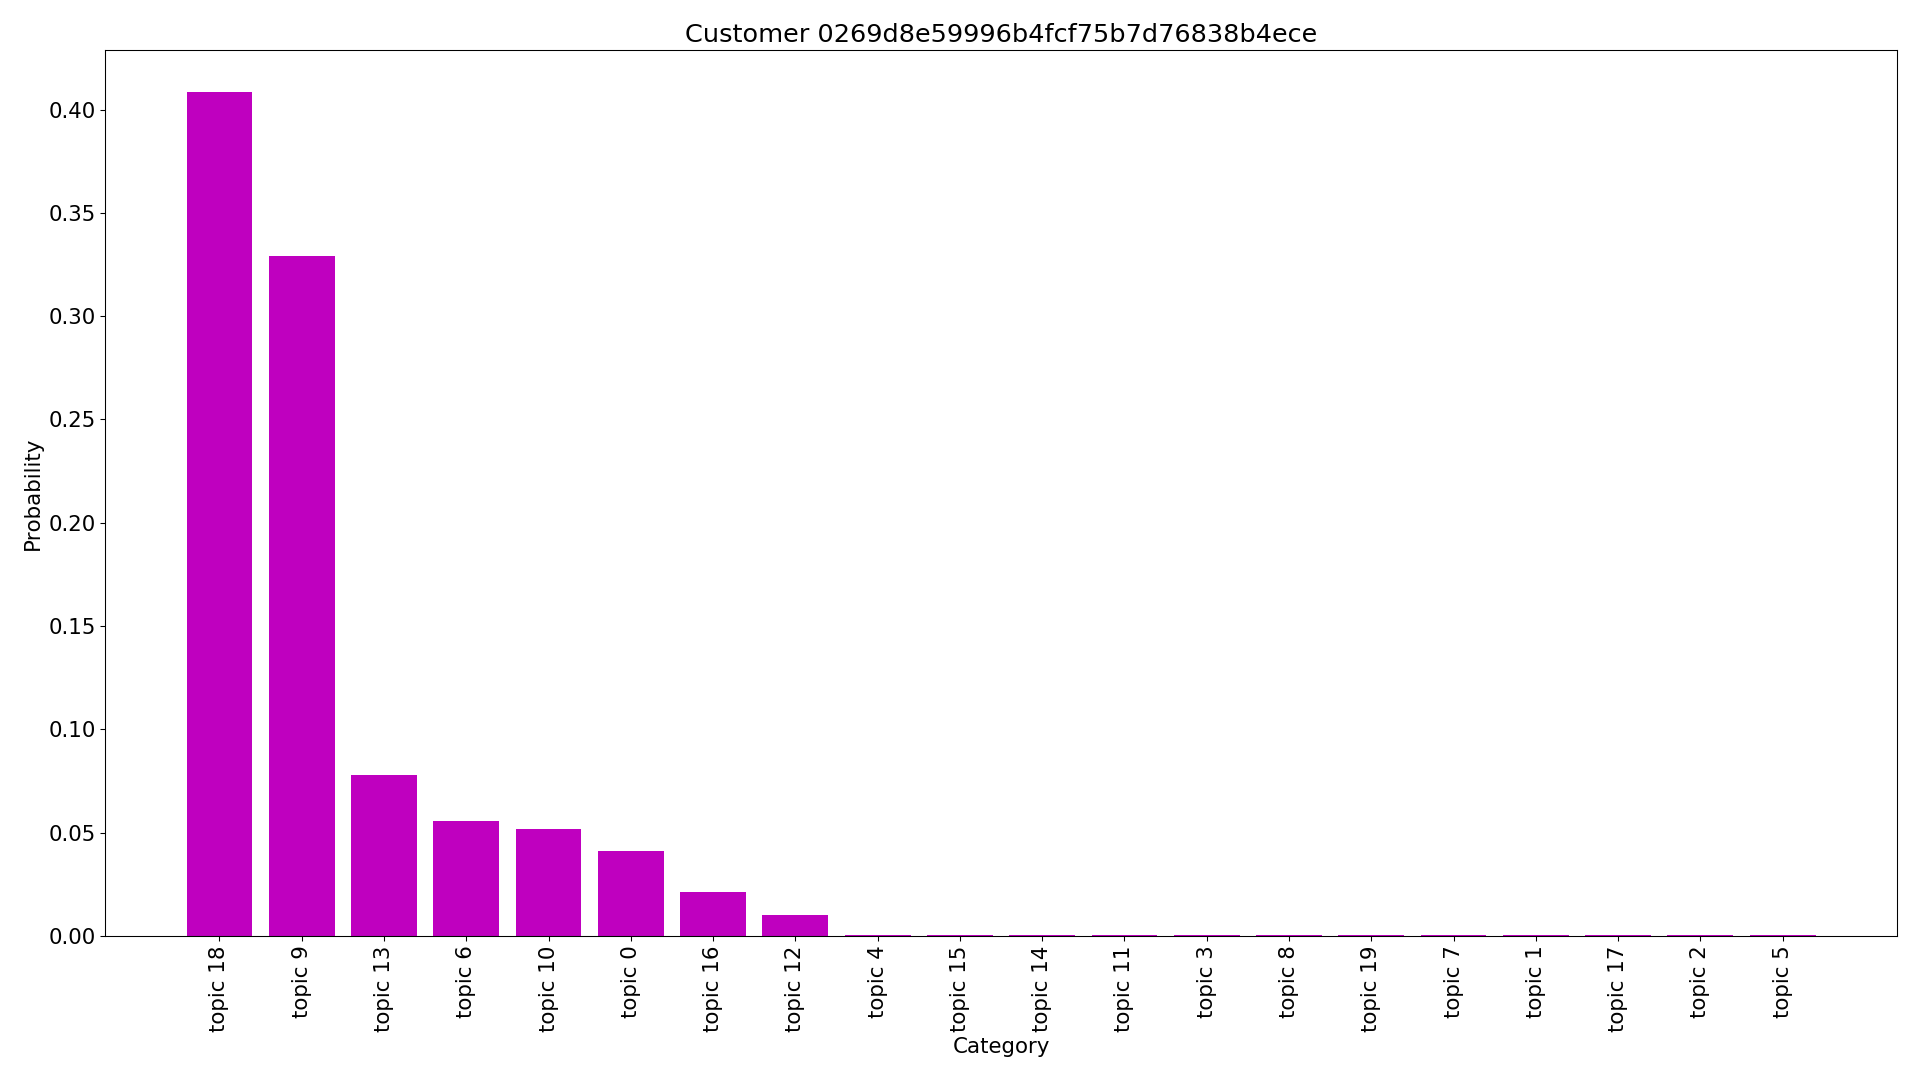 Customer 0269d8e59996b4fcf75b7d76838b4ece
Probability
0.40
0.35
0.30
0.25
0.20
0.15
0.10
0.05
0.00
topic 18
topic 9
topic 13
topic 6
topic 10
topic 0
topic 16
topic 12
topic 4
topic 15
topic 14
topic 11
topic 3
topic 8
topic 19
topic 7
topic 1
topic 17
topic 2
topic 5
Category